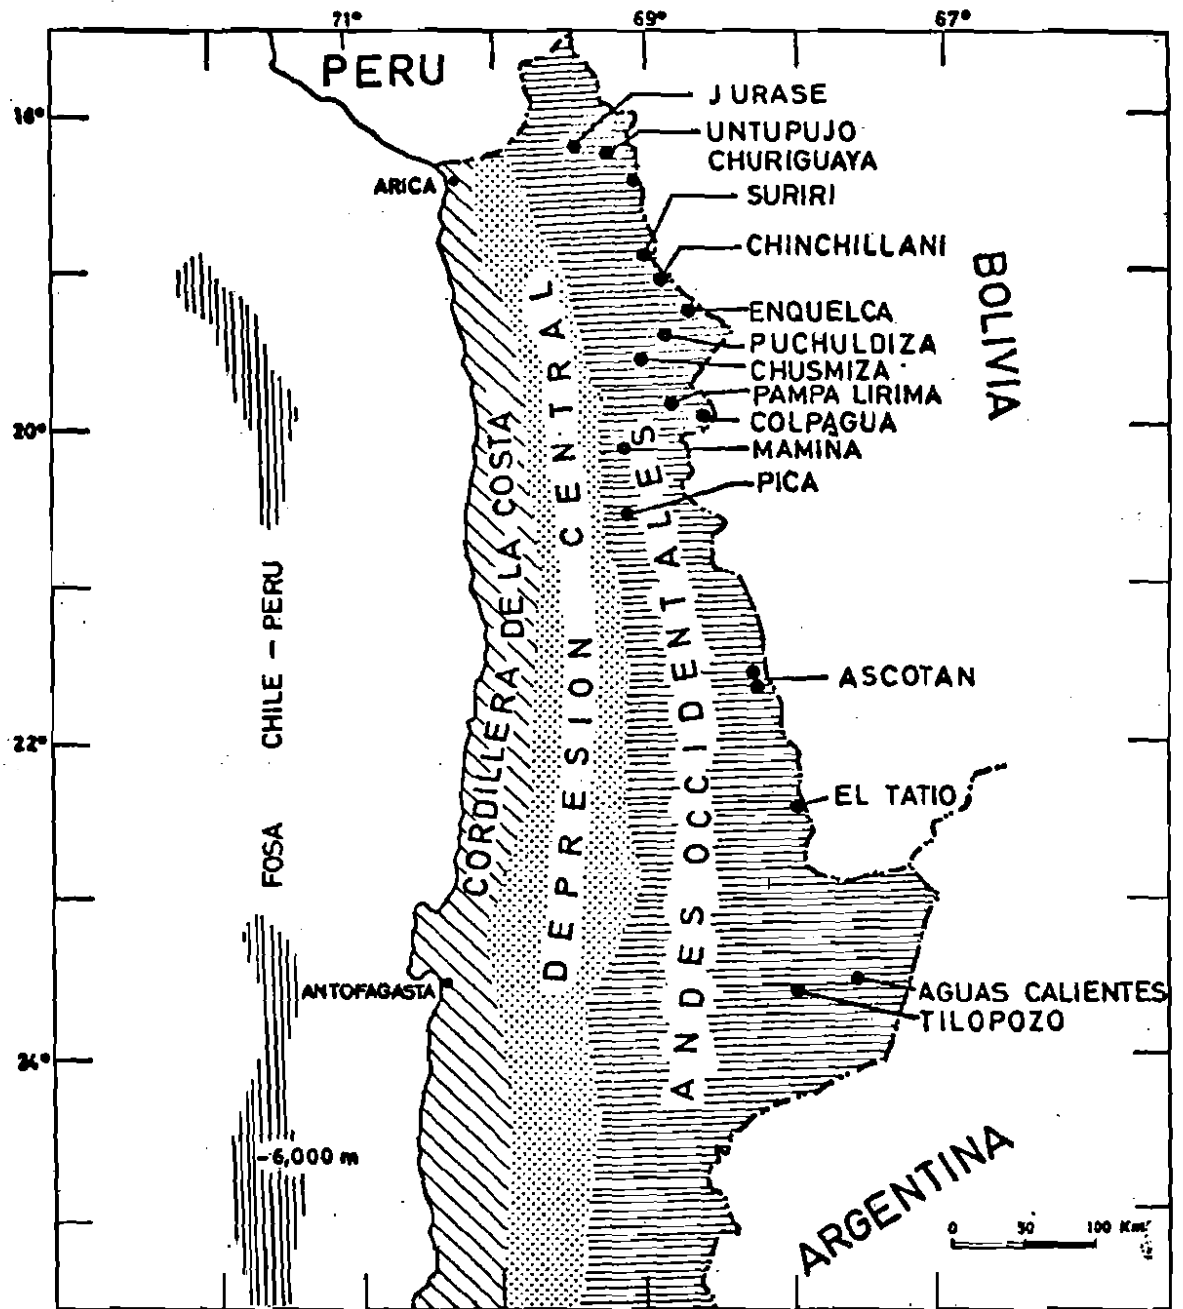 71° 69° 67°
PERU
18°
JURASE
UNTUPUJO
CHURIGUAYA
ARICA
SURIRI
CHINCHILLANI
BOLIVIA
ENQUELCA
PUCHULDIZA
CHUSMIZA
PAMPA LIRIMA
COLPAGUA
20°
MAMIÑA
PICA
CORDILLERA DE LA COSTA
DEPRESION CENTRAL
ANDES OCCIDENTALES
FOSA CHILE - PERU
ASCOTAN
22°
EL TATIO
ANTOFAGASTA
AGUAS CALIENTES
TILOPOZO
24°
-6,000 m
ARGENTINA
0 50 100 Km